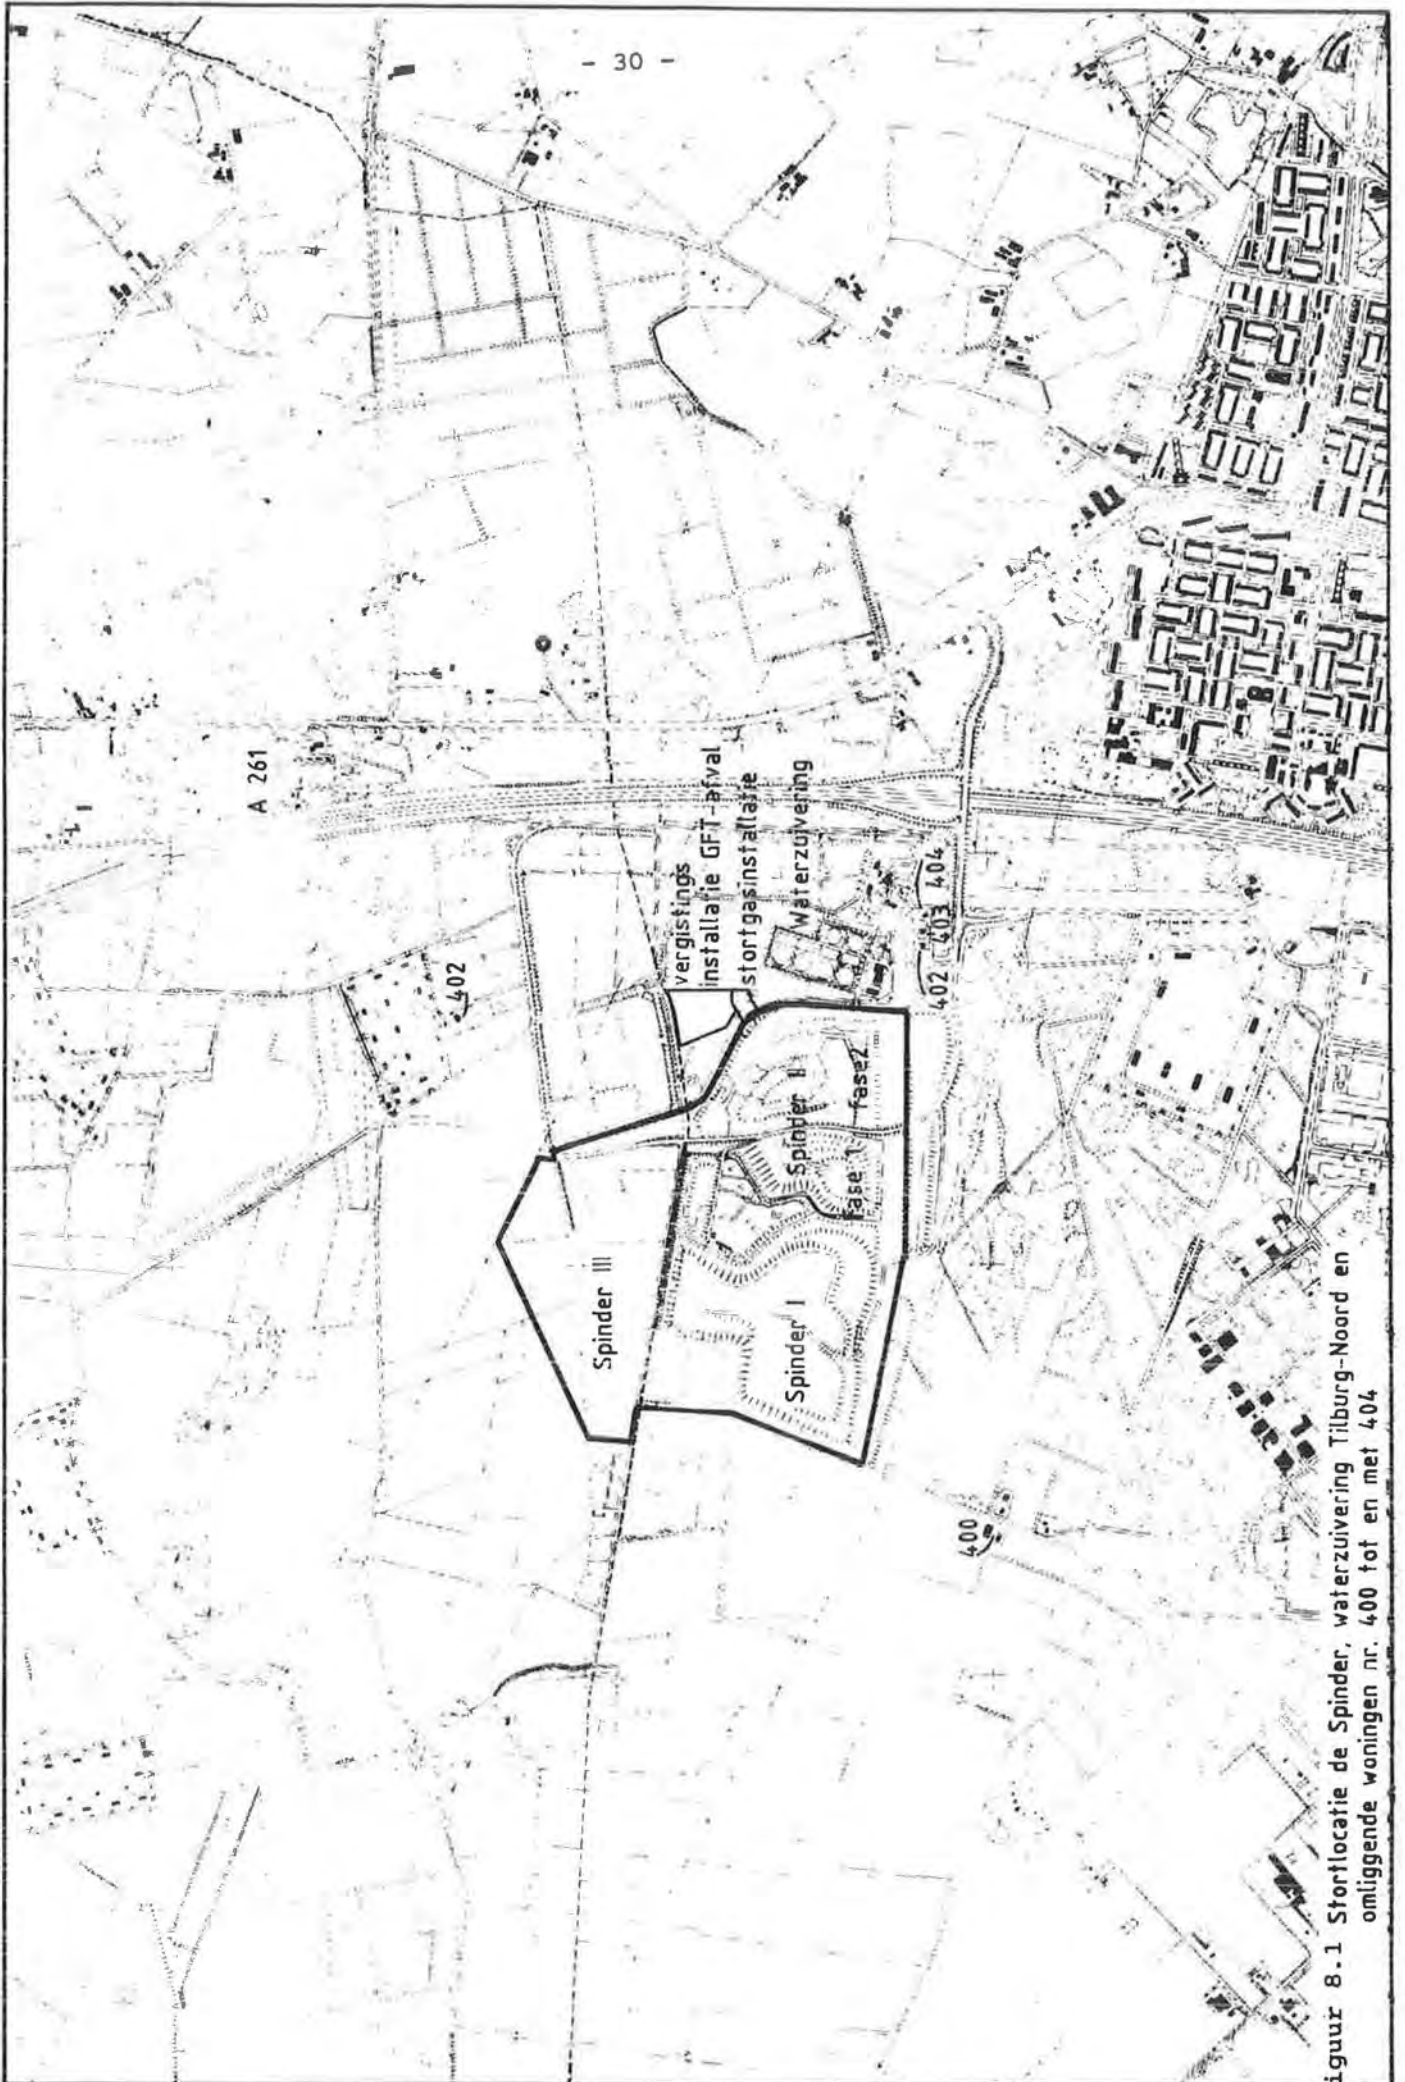 - 30 -
A 261
402
vergistings
installatie GFT-afval
stortgasinstallatie
Waterzuivering
402 403 404
Spinder III
Spinder II
fase 1 fase2
Spinder I
400
iguur 8.1 Stortlocatie de Spinder, waterzuivering Tilburg-Noord en
omliggende woningen nr. 400 tot en met 404